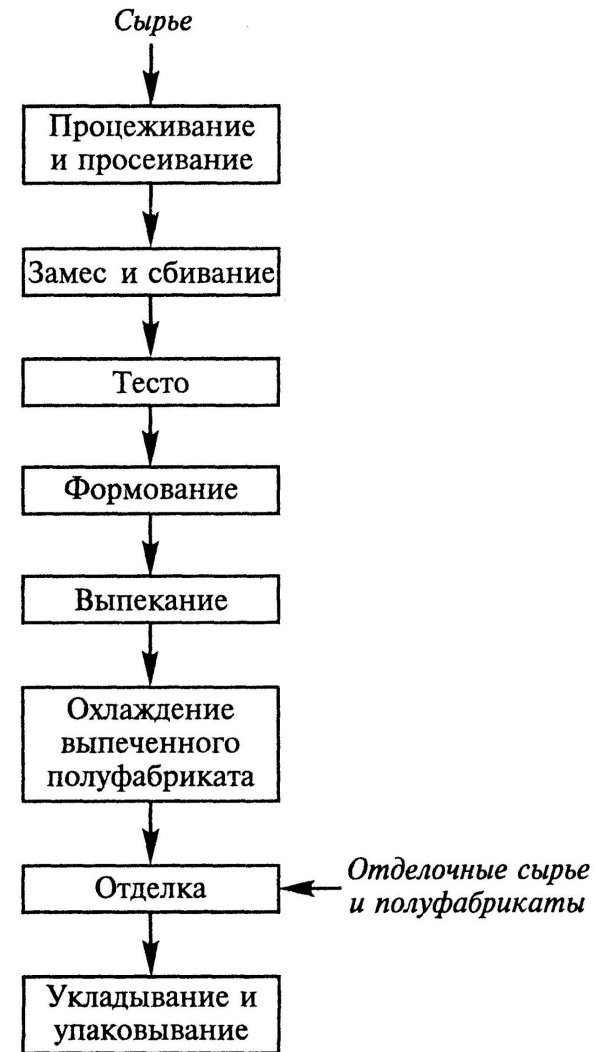 Сырье
Процеживание
и просеивание
Замес и сбивание
Тесто
Формование
Выпекание
Охлаждение
выпеченного
полуфабриката
Отделка
Отделочные сырье
и полуфабрикаты
Укладывание и
упаковывание